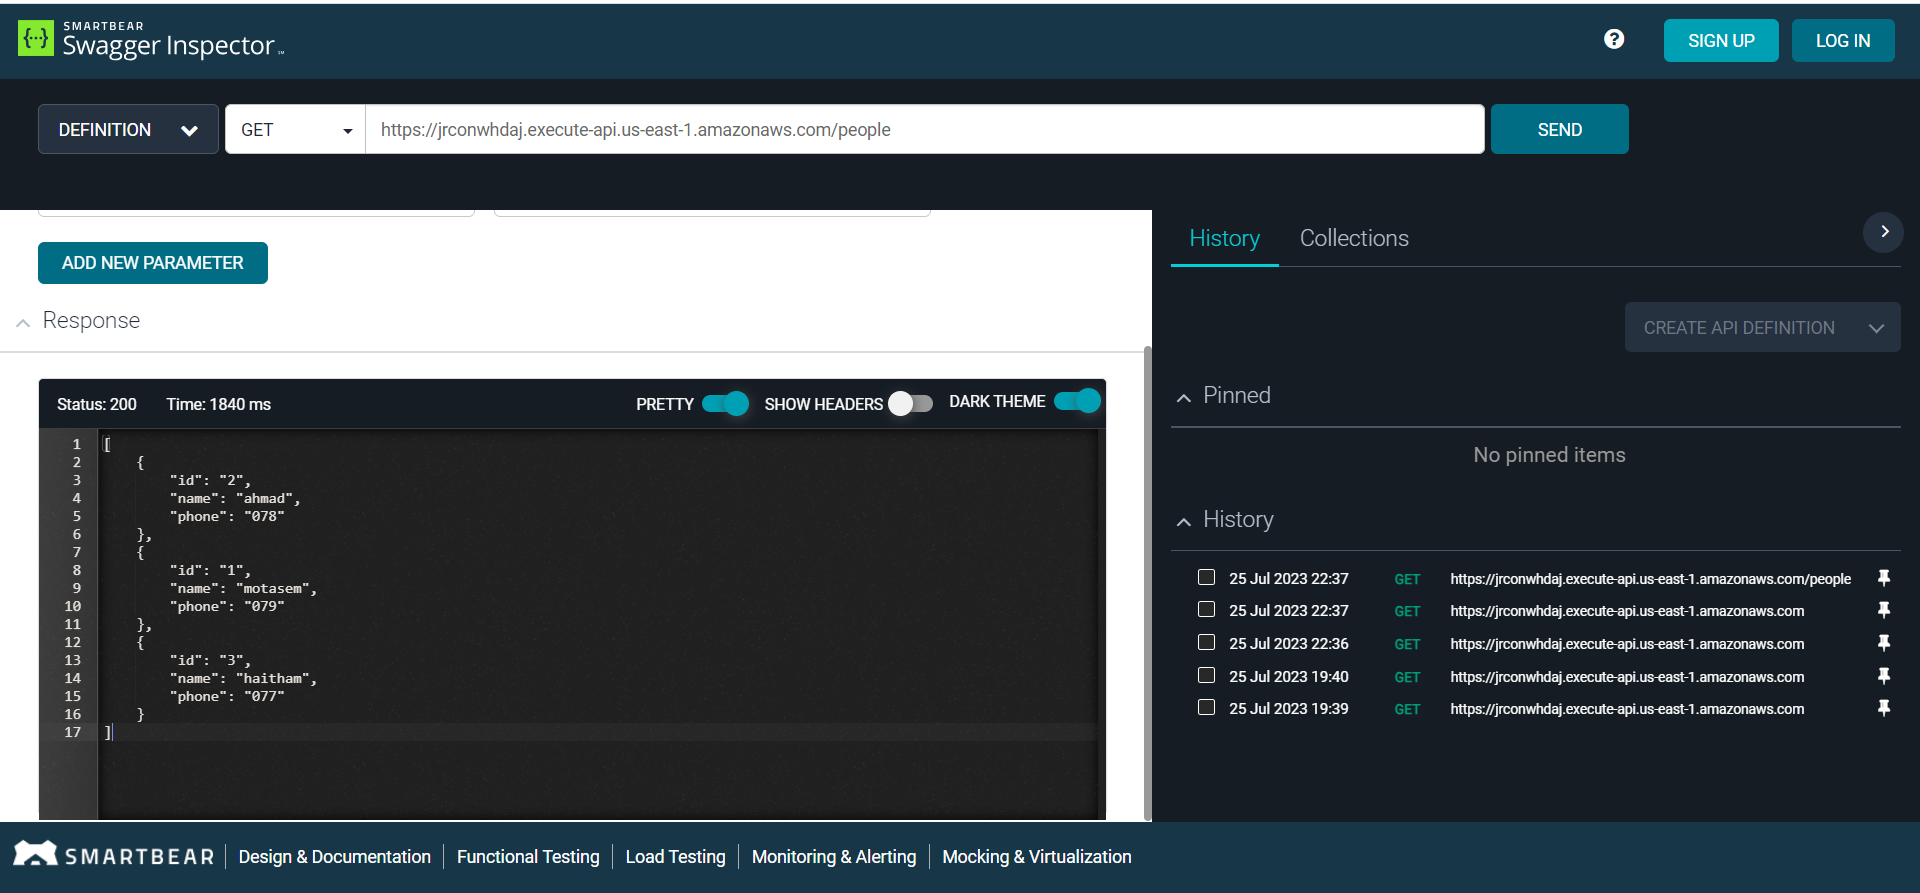 SMARTBEAR
Swagger Inspector
SIGN UP
LOG IN
DEFINITION
GET
https://jrconwhdaj.execute-api.us-east-1.amazonaws.com/people
SEND
ADD NEW PARAMETER
Response
Status: 200 Time: 1840 ms PRETTY SHOW HEADERS DARK THEME
1 [
2 {
3 "id": "2",
4 "name": "ahmad",
5 "phone": "078"
6 },
7 {
8 "id": "1",
9 "name": "motasem",
10 "phone": "079"
11 },
12 {
13 "id": "3",
14 "name": "haitham",
15 "phone": "077"
16 }
17 ]
History Collections
CREATE API DEFINITION
Pinned
No pinned items
History
25 Jul 2023 22:37 GET https://jrconwhdaj.execute-api.us-east-1.amazonaws.com/people
25 Jul 2023 22:37 GET https://jrconwhdaj.execute-api.us-east-1.amazonaws.com
25 Jul 2023 22:36 GET https://jrconwhdaj.execute-api.us-east-1.amazonaws.com
25 Jul 2023 19:40 GET https://jrconwhdaj.execute-api.us-east-1.amazonaws.com
25 Jul 2023 19:39 GET https://jrconwhdaj.execute-api.us-east-1.amazonaws.com
SMARTBEAR Design & Documentation Functional Testing Load Testing Monitoring & Alerting Mocking & Virtualization